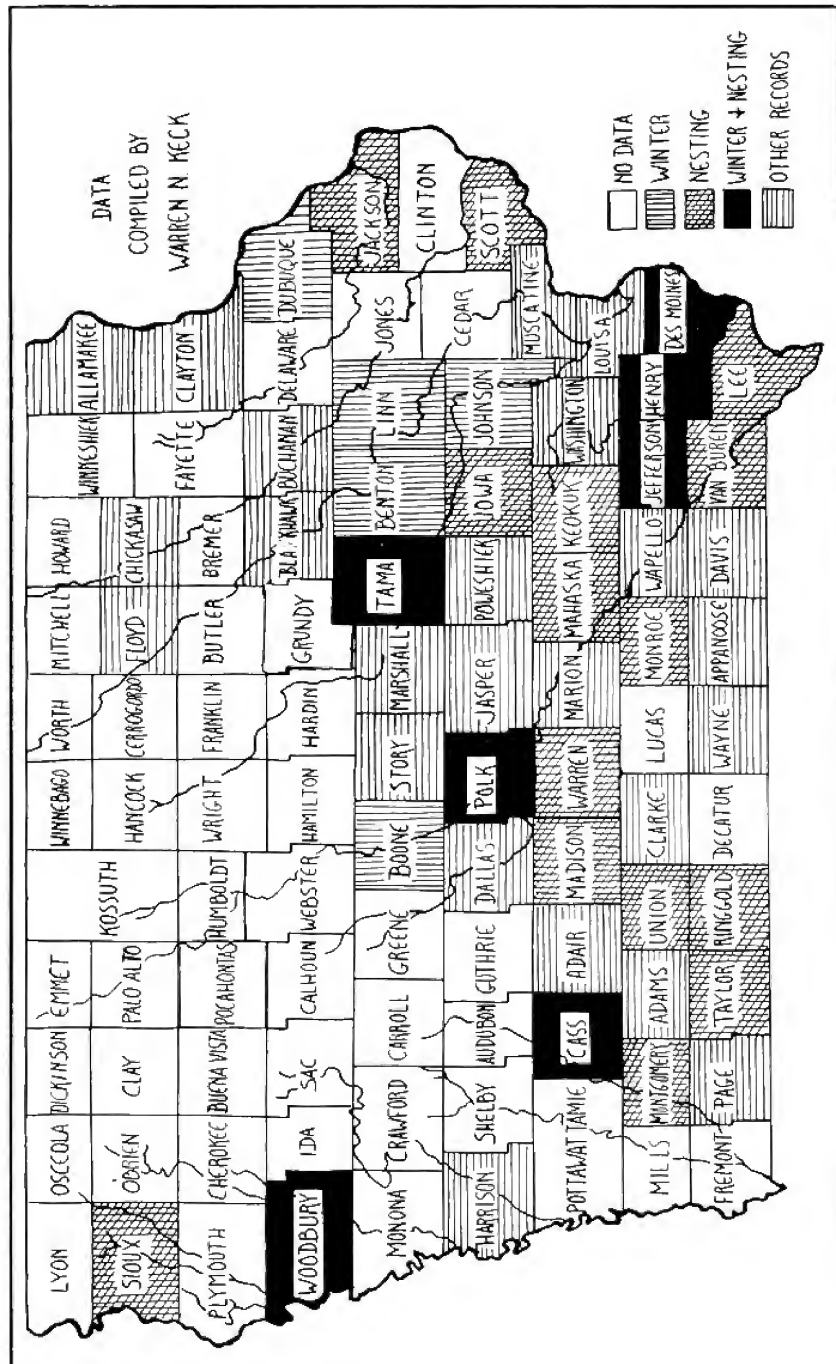 DATA
COMPILED BY
WARREN N. KECK
LYON
OSCEOLA
DICKINSON
EMMET
KOSSUTH
WINNEBAGO
WORTH
MITCHELL
HOWARD
WINNESHIEK
ALLAMAKEE
SIOUX
O'BRIEN
CLAY
PALO ALTO
HANCOCK
CERRO GORDO
FLOYD
CHICKASAW
FAYETTE
CLAYTON
PLYMOUTH
CHEROKEE
BUENA VISTA
POCAHONTAS
HUMBOLDT
WRIGHT
FRANKLIN
BUTLER
BREMER
WOODBURY
IDA
SAC
CALHOUN
WEBSTER
HAMILTON
HARDIN
GRUNDY
BLACKHAWK
BUCHANAN
DELAWARE
DUBUQUE
MONONA
CRAWFORD
CARROLL
GREENE
BOONE
STORY
MARSHALL
TAMA
BENTON
LINN
JONES
JACKSON
CLINTON
HARRISON
SHELBY
AUDUBON
GUTHRIE
DALLAS
POLK
JASPER
POWESHIEK
IOWA
JOHNSON
CEDAR
SCOTT
MUSCATINE
POTTAWATTAMIE
CASS
ADAIR
MADISON
WARREN
MARION
MAHASKA
KEOKUK
WASHINGTON
LOUISA
MILLS
MONTGOMERY
ADAMS
UNION
CLARKE
LUCAS
MONROE
WAPELLO
JEFFERSON
HENRY
DES MOINES
FREMONT
PAGE
TAYLOR
RINGGOLD
DECATUR
WAYNE
APPANOOSE
DAVIS
VAN BUREN
LEE
NO DATA
WINTER
NESTING
WINTER + NESTING
OTHER RECORDS